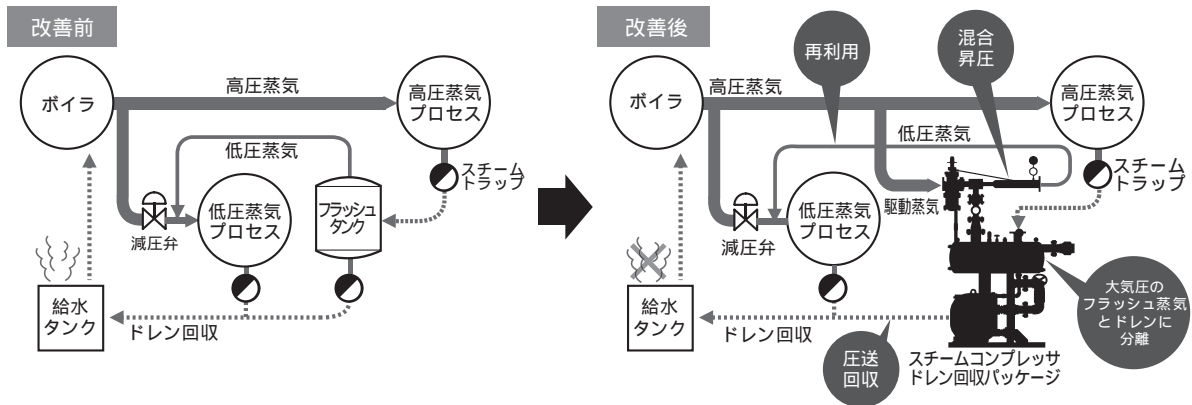 改善前
ボイラ
高圧蒸気
高圧蒸気
プロセス
低圧蒸気
スチーム
トラップ
低圧蒸気
プロセス
フラッシュ
タンク
減圧弁
給水
タンク
ドレン回収
改善後
再利用
混合
昇圧
ボイラ
高圧蒸気
高圧蒸気
プロセス
低圧蒸気
スチーム
トラップ
駆動蒸気
低圧蒸気
プロセス
減圧弁
大気圧の
フラッシュ蒸気
とドレンに
分離
給水
タンク
ドレン回収
圧送
回収
スチームコンプレッサ
ドレン回収パッケージ